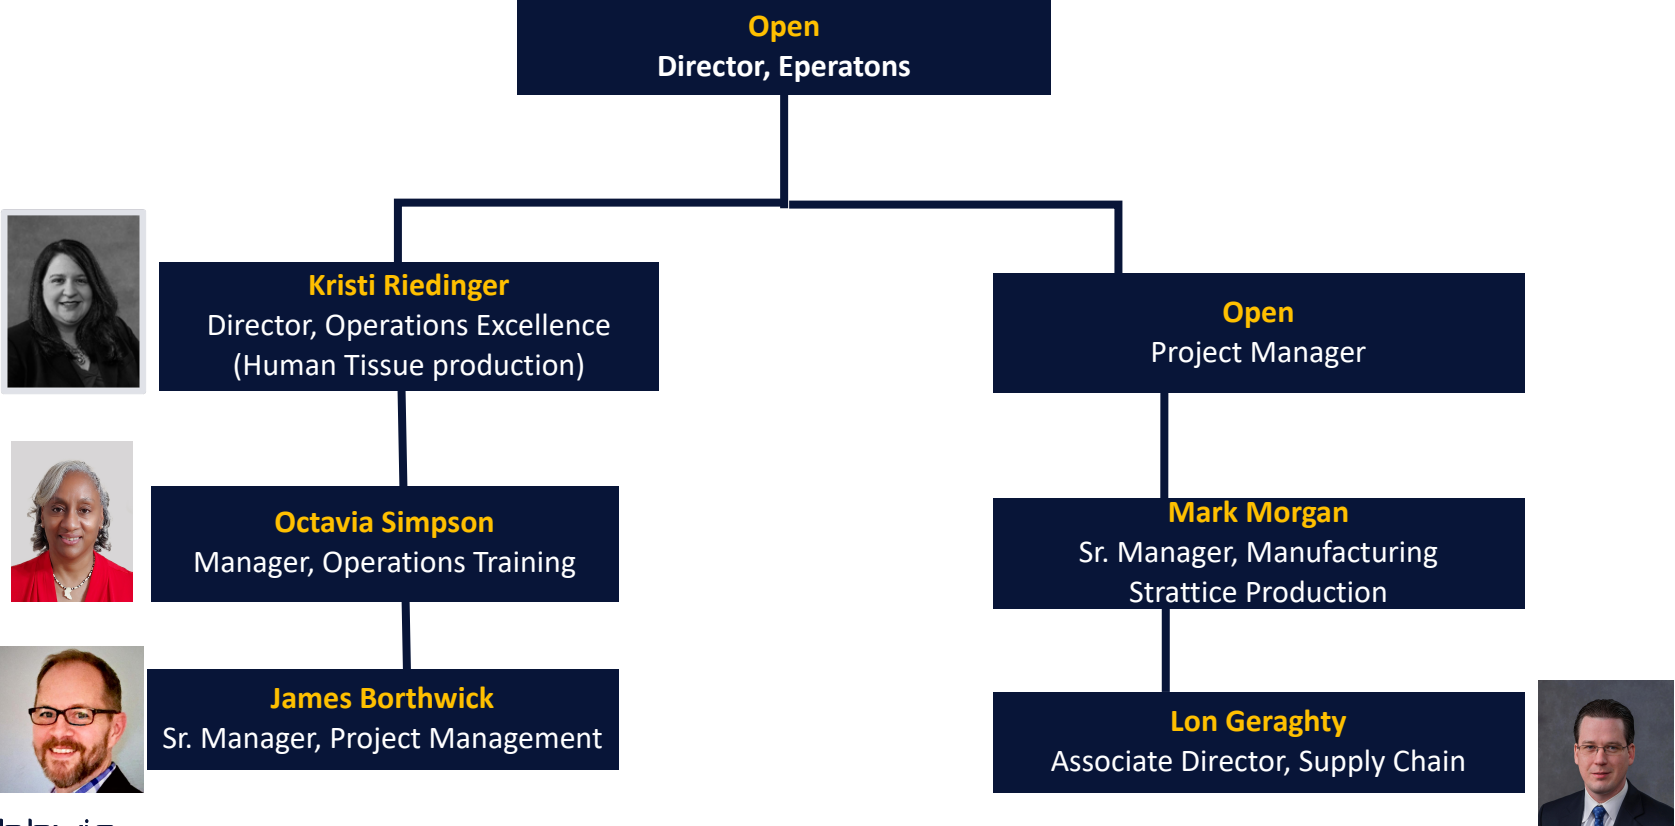 Open
Director, Eperatons
Kristi Riedinger
Director, Operations Excellence
(Human Tissue production)
Open
Project Manager
Octavia Simpson
Manager, Operations Training
Mark Morgan
Sr. Manager, Manufacturing
Strattice Production
James Borthwick
Sr. Manager, Project Management
Lon Geraghty
Associate Director, Supply Chain